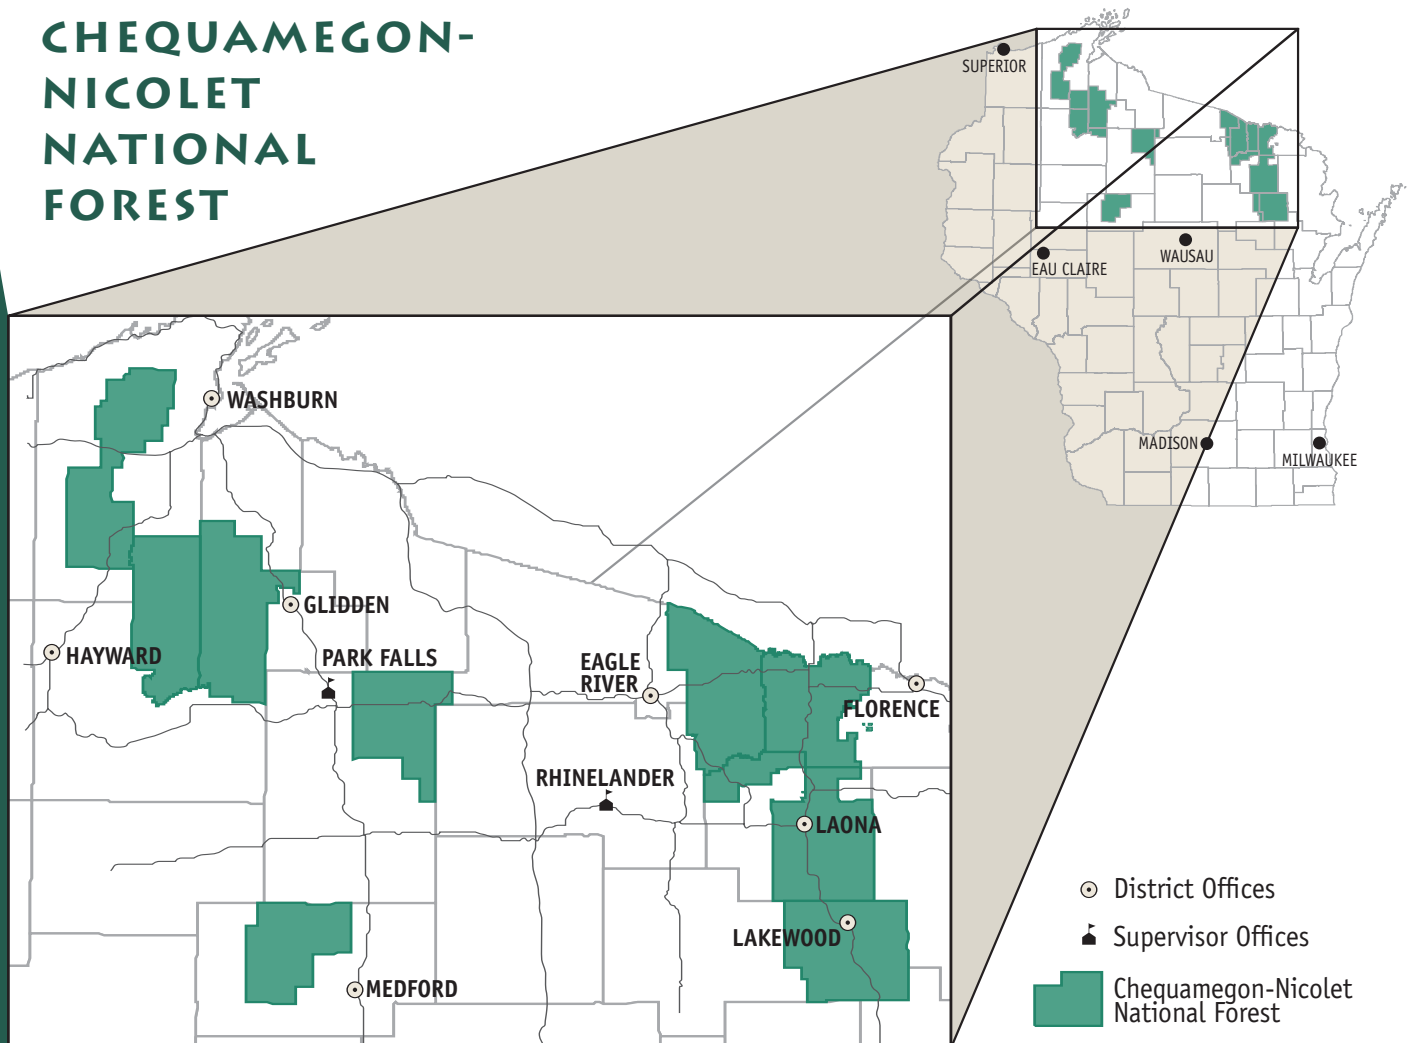 CHEQUAMEGON-
NICOLET
NATIONAL
FOREST
SUPERIOR
EAU CLAIRE
WAUSAU
MADISON
MILWAUKEE
WASHBURN
GLIDDEN
HAYWARD
PARK FALLS
EAGLE
RIVER
FLORENCE
RHINELANDER
LAONA
LAKEWOOD
MEDFORD
District Offices
Supervisor Offices
Chequamegon-Nicolet
National Forest